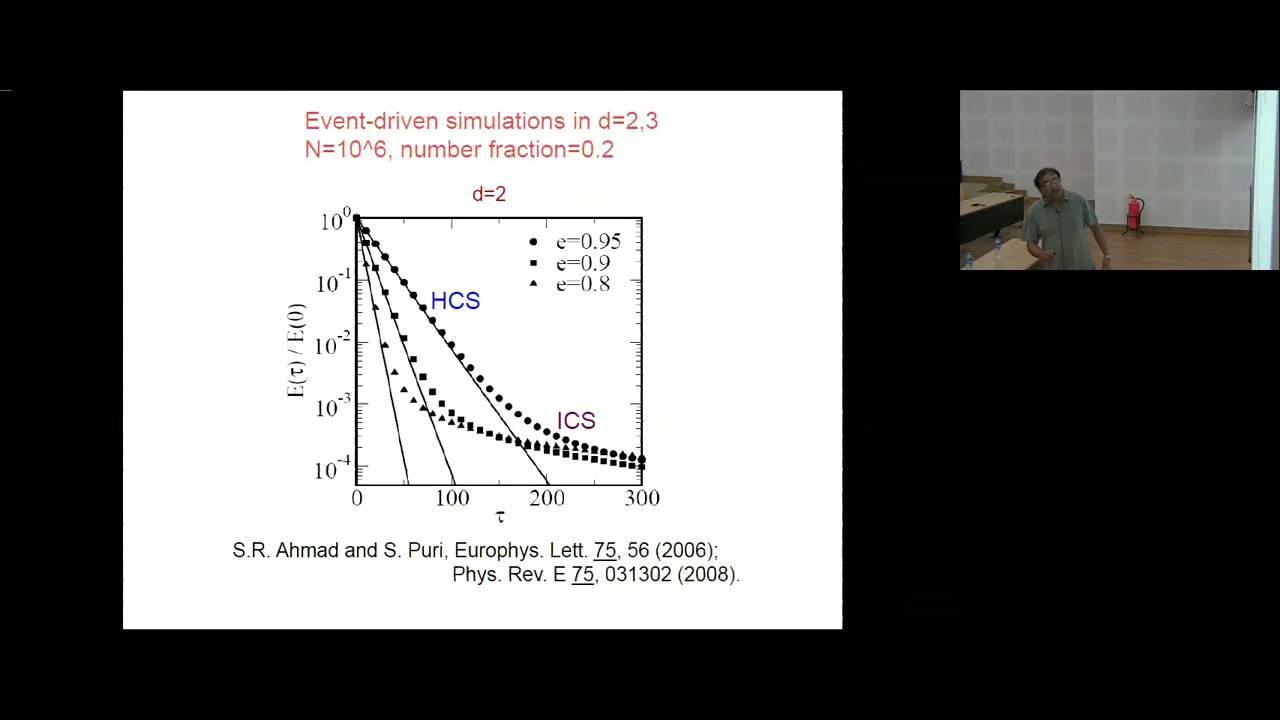 Event-driven simulations in d=2,3
N=10^6, number fraction=0.2
d=2
10^0
10^-1
10^-2
10^-3
10^-4
E(τ) / E(0)
e=0.95
e=0.9
e=0.8
HCS
ICS
0 100 200 300
τ
S.R. Ahmad and S. Puri, Europhys. Lett. 75, 56 (2006);
Phys. Rev. E 75, 031302 (2008).